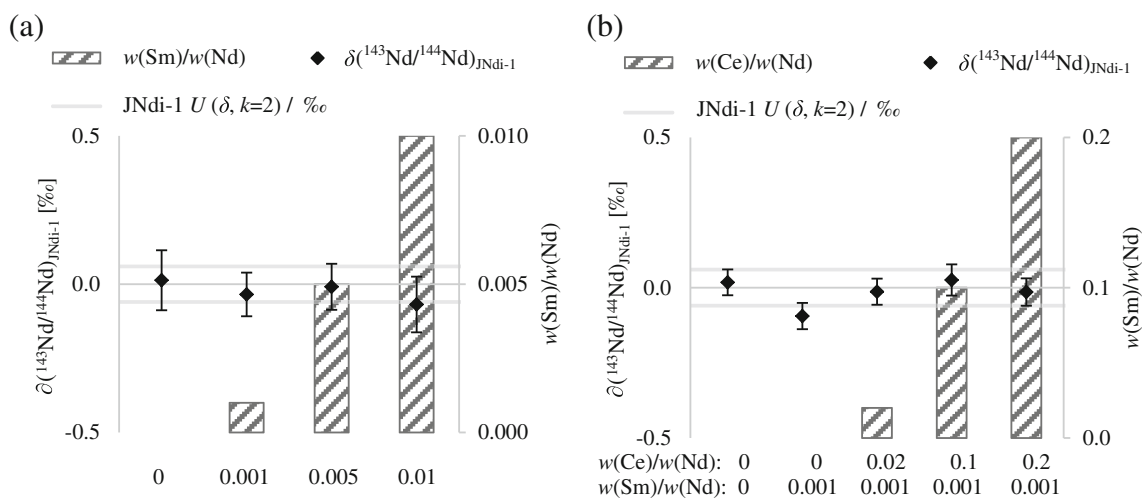 (a)
w(Sm)/w(Nd)
δ(¹⁴³Nd/¹⁴⁴Nd)JNdi-1
JNdi-1 U (δ, k=2) / ‰
0.5
0.0
-0.5
∂(¹⁴³Nd/¹⁴⁴Nd)JNdi-1 [‰]
0.010
0.005
0.000
w(Sm)/w(Nd)
0 0.001 0.005 0.01
(b)
w(Ce)/w(Nd)
δ(¹⁴³Nd/¹⁴⁴Nd)JNdi-1
JNdi-1 U (δ, k=2) / ‰
0.5
0.0
-0.5
∂(¹⁴³Nd/¹⁴⁴Nd)JNdi-1 [‰]
0.2
0.1
0.0
w(Sm)/w(Nd)
w(Ce)/w(Nd): 0 0 0.02 0.1 0.2
w(Sm)/w(Nd): 0 0.001 0.001 0.001 0.001